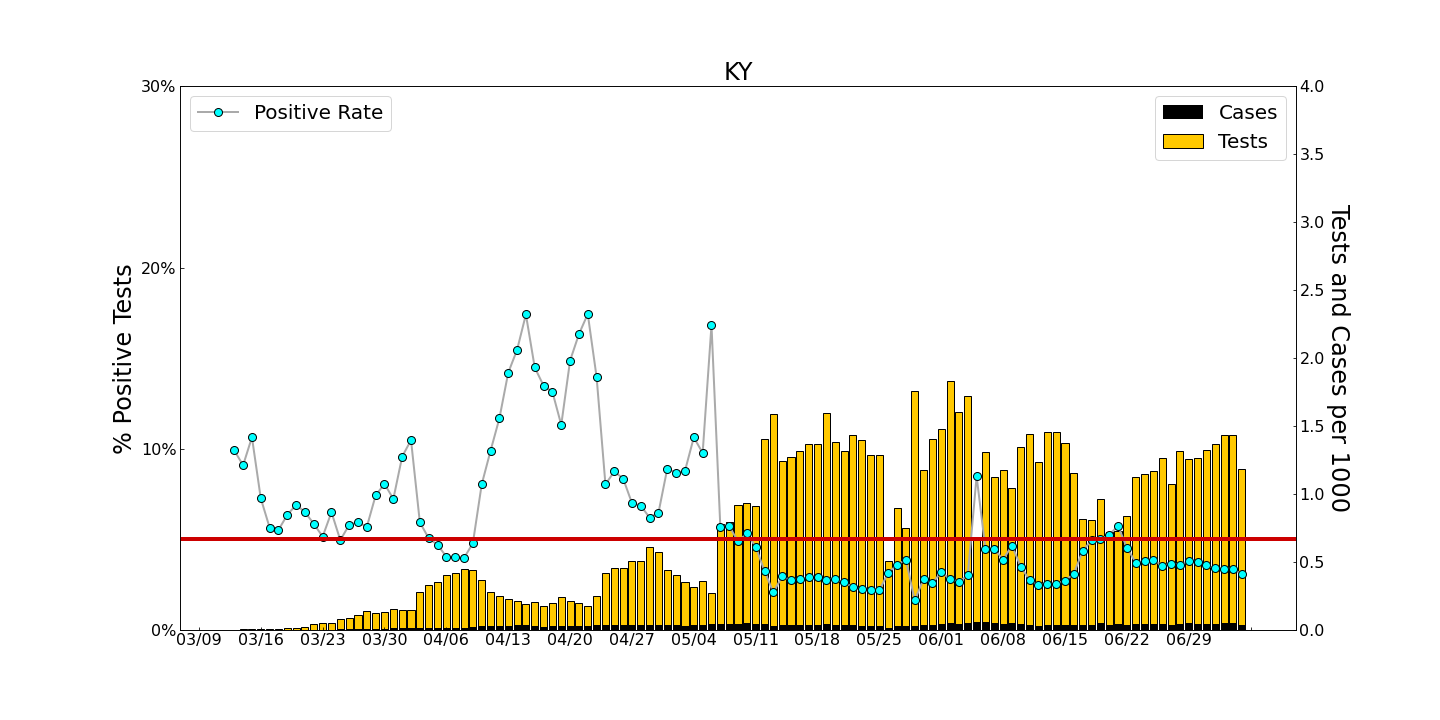 KY
Positive Rate
Cases
Tests
% Positive Tests
30%
20%
10%
0%
4.0
3.5
3.0
2.5
2.0
1.5
1.0
0.5
0.0
Tests and Cases per 1000
03/09 03/16 03/23 03/30 04/06 04/13 04/20 04/27 05/04 05/11 05/18 05/25 06/01 06/08 06/15 06/22 06/29